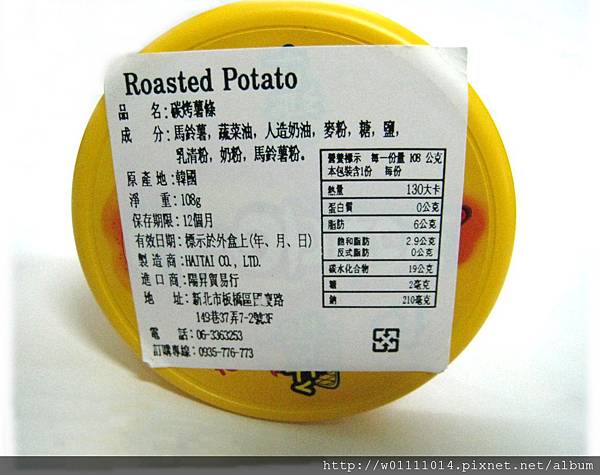 Roasted Potato
品 名:碳烤薯條
成 分:馬鈴薯, 蔬菜油, 人造奶油, 麥粉, 糖, 鹽,
乳清粉, 奶粉, 馬鈴薯粉。
原產地:韓國
淨 重:108g
保存期限:12個月
有效日期:標示於外盒上(年、月、日)
製造商:HAITAI CO., LTD.
進口商:陽昇貿易行
地 址:新北市板橋區 慶路
149巷37弄7-2號3F
電 話:06-3363253
訂購專線:0935-776-773
營養標示 每一份量 108 公克
本包裝含1份 每份
熱量 130大卡
蛋白質 0公克
脂肪 6公克
飽和脂肪 2.9公克
反式脂肪 0公克
碳水化合物 19公克
糖 2毫克
鈉 210毫克
http://w01111014.pixnet.net/album